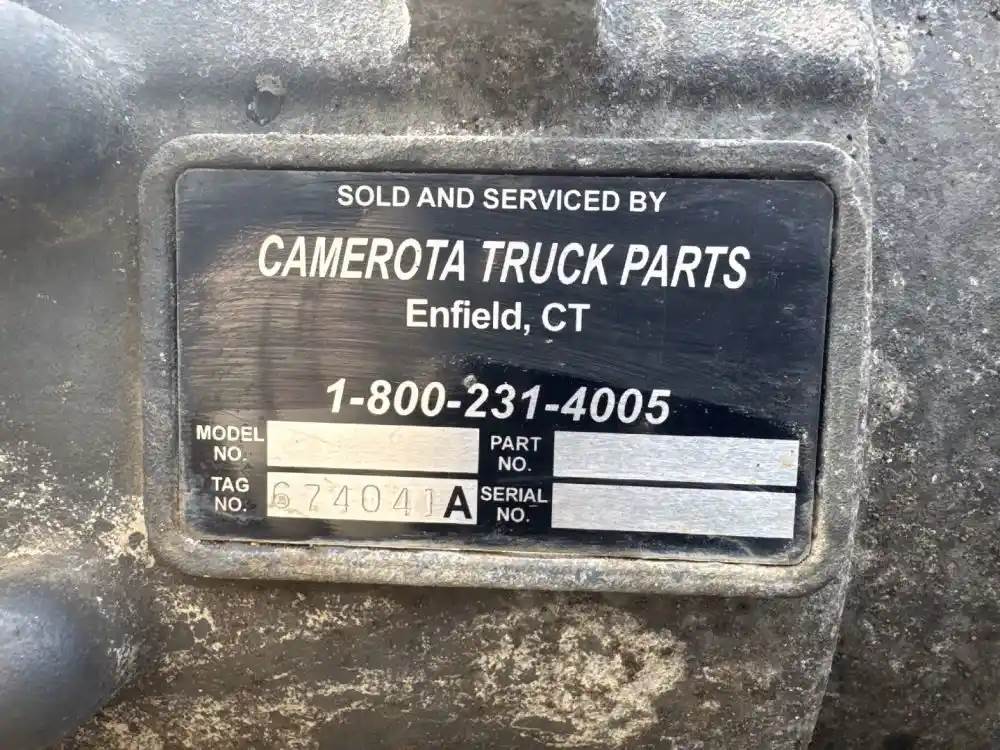 SOLD AND SERVICED BY
CAMEROTA TRUCK PARTS
Enfield, CT
1-800-231-4005
MODEL NO.
PART NO.
TAG NO. 674041A
SERIAL NO.